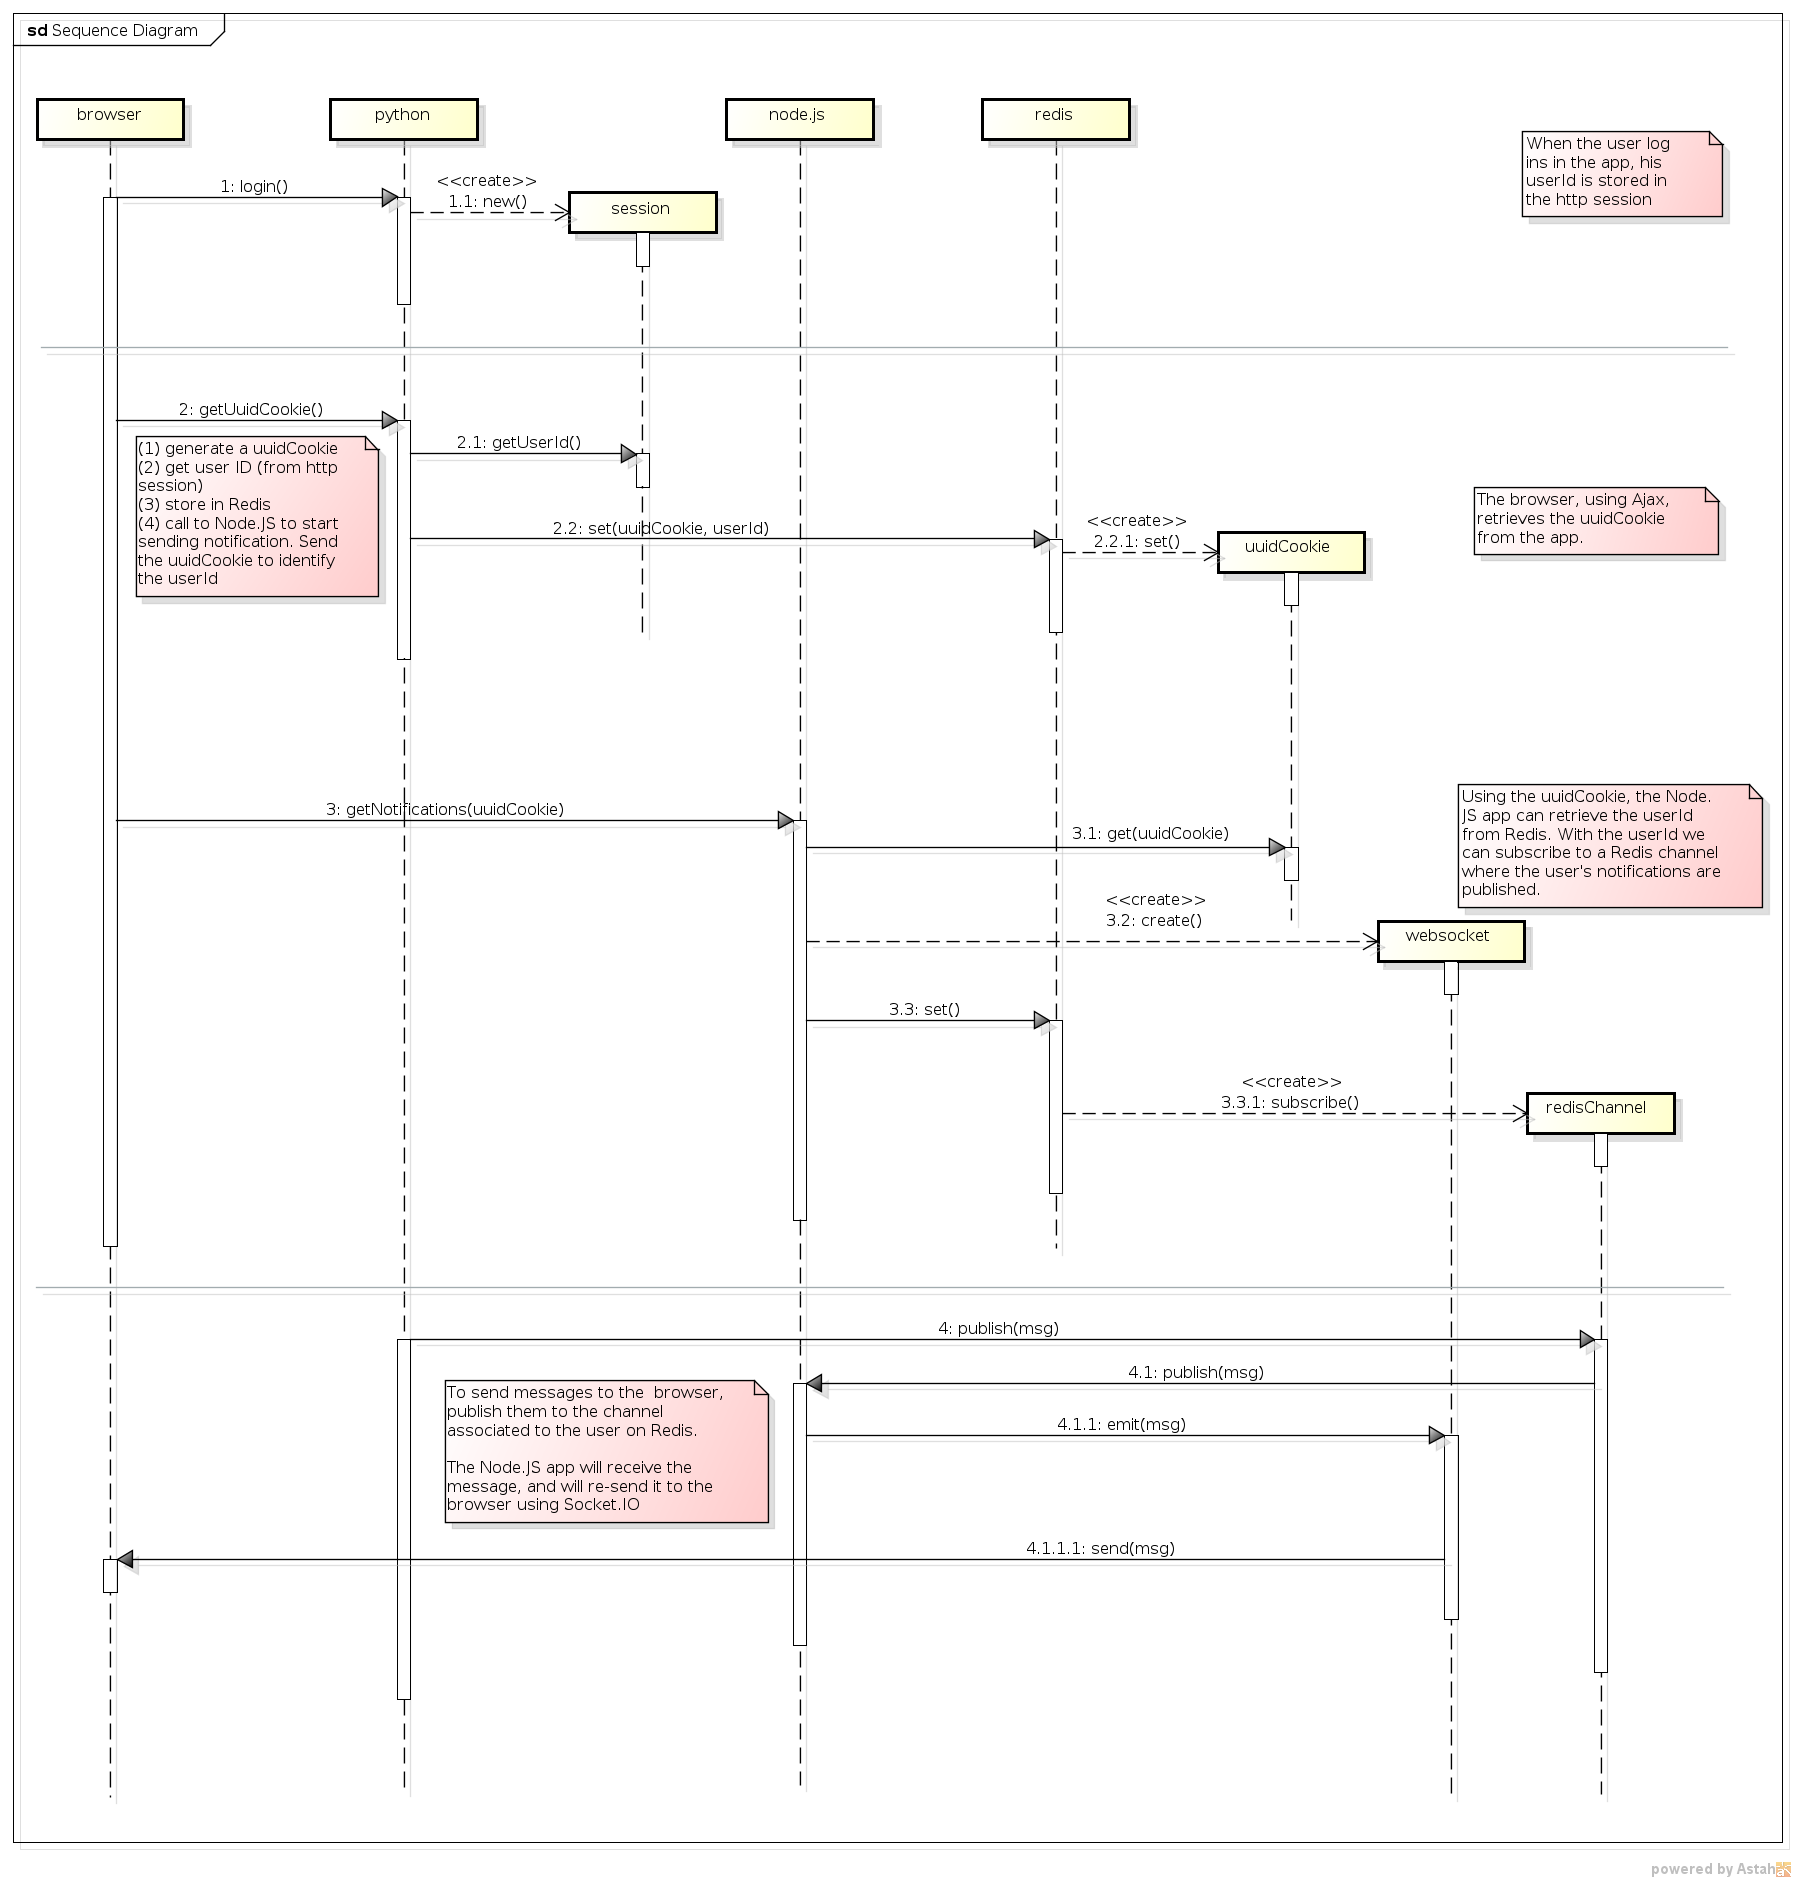 sd Sequence Diagram
browser
python
node.js
redis
When the user log
ins in the app, his
userId is stored in
the http session
1: login()
<<create>>
1.1: new()
session
2: getUuidCookie()
(1) generate a uuidCookie
(2) get user ID (from http
session)
(3) store in Redis
(4) call to Node.JS to start
sending notification. Send
the uuidCookie to identify
the userId
2.1: getUserId()
2.2: set(uuidCookie, userId)
<<create>>
2.2.1: set()
uuidCookie
The browser, using Ajax,
retrieves the uuidCookie
from the app.
3: getNotifications(uuidCookie)
3.1: get(uuidCookie)
Using the uuidCookie, the Node.
JS app can retrieve the userId
from Redis. With the userId we
can subscribe to a Redis channel
where the user's notifications are
published.
<<create>>
3.2: create()
websocket
3.3: set()
<<create>>
3.3.1: subscribe()
redisChannel
4: publish(msg)
4.1: publish(msg)
To send messages to the  browser,
publish them to the channel
associated to the user on Redis.
The Node.JS app will receive the
message, and will re-send it to the
browser using Socket.IO
4.1.1: emit(msg)
4.1.1.1: send(msg)
powered by Astah